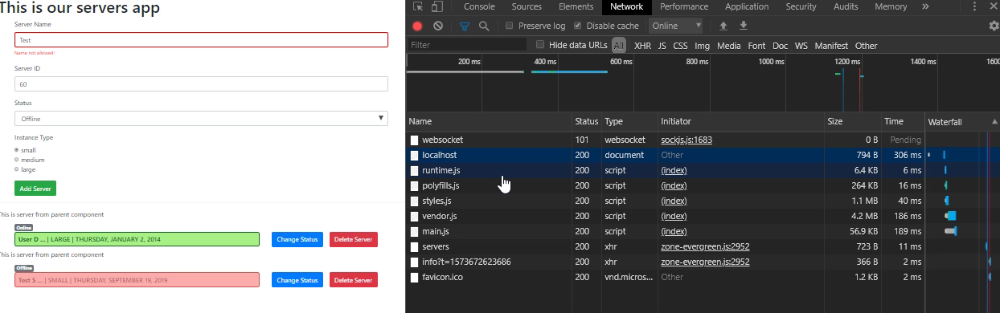 This is our servers app
Server Name
Test
Name not allowed!
Server ID
60
Status
Offline
Instance Type
small
medium
large
Add Server
This is server from parent component
Online
User D ... | LARGE | THURSDAY, JANUARY 2, 2014
Change Status
Delete Server
This is server from parent component
Offline
Test S ... | SMALL | THURSDAY, SEPTEMBER 19, 2019
Change Status
Delete Server
Console Sources Elements Network Performance Application Security Audits Memory »
Preserve log Disable cache Online
Filter Hide data URLs All XHR JS CSS Img Media Font Doc WS Manifest Other
200 ms 400 ms 600 ms 800 ms 1000 ms 1200 ms 1400 ms 1600
Name Status Type Initiator Size Time Waterfall
websocket 101 websocket sockjs.js:1683 0 B Pending
localhost 200 document Other 794 B 306 ms
runtime.js 200 script (index) 6.4 KB 6 ms
polyfills.js 200 script (index) 264 KB 16 ms
styles.js 200 script (index) 1.1 MB 40 ms
vendor.js 200 script (index) 4.2 MB 186 ms
main.js 200 script (index) 56.9 KB 189 ms
servers 200 xhr zone-evergreen.js:2952 723 B 11 ms
info?t=1573672623686 200 xhr zone-evergreen.js:2952 366 B 2 ms
favicon.ico 200 vnd.micros... Other 1.2 KB 2 ms